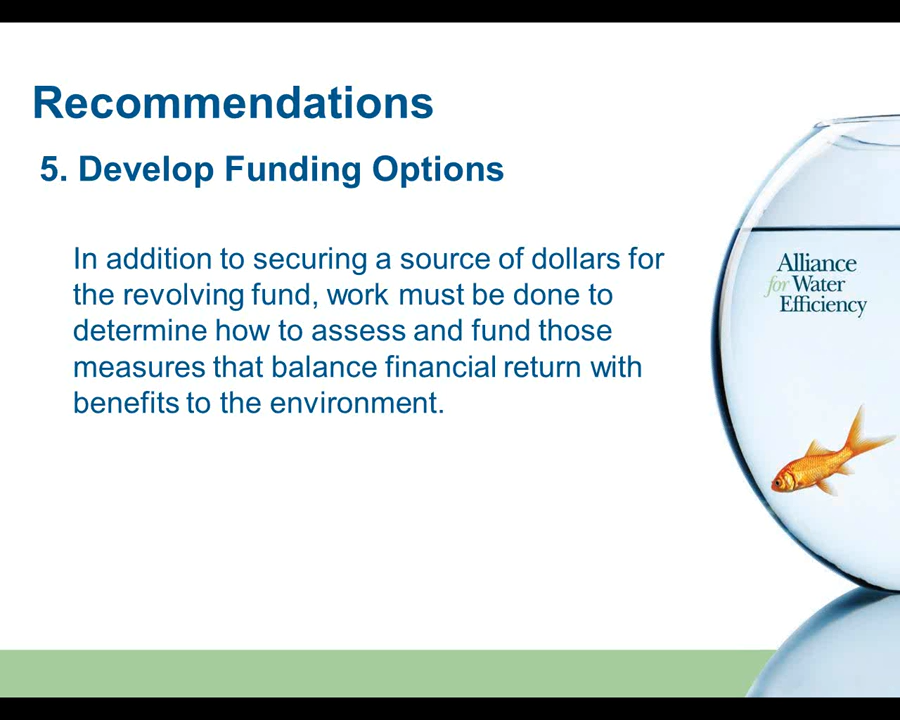 Recommendations
5. Develop Funding Options
In addition to securing a source of dollars for
the revolving fund, work must be done to
determine how to assess and fund those
measures that balance financial return with
benefits to the environment.
Alliance
for Water
Efficiency